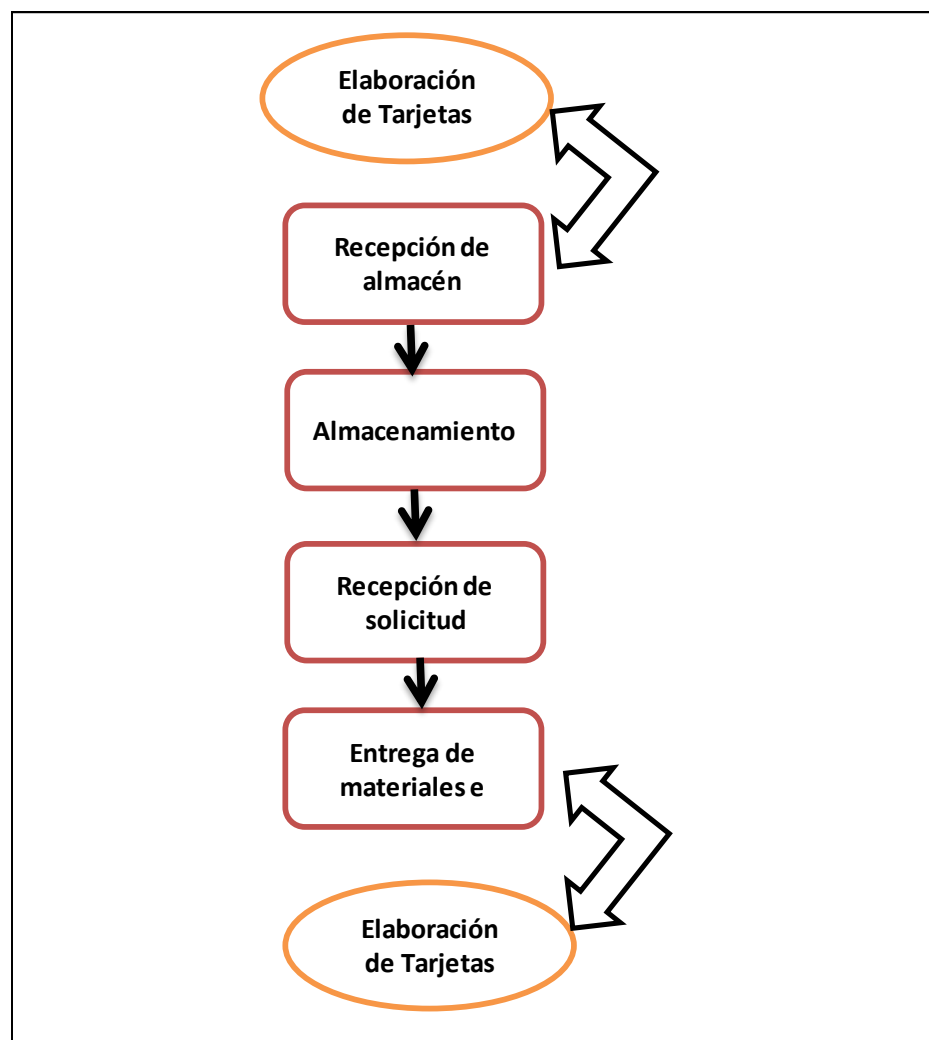 Elaboración
de Tarjetas
Recepción de
almacén
Almacenamiento
Recepción de
solicitud
Entrega de
materiales e
Elaboración
de Tarjetas